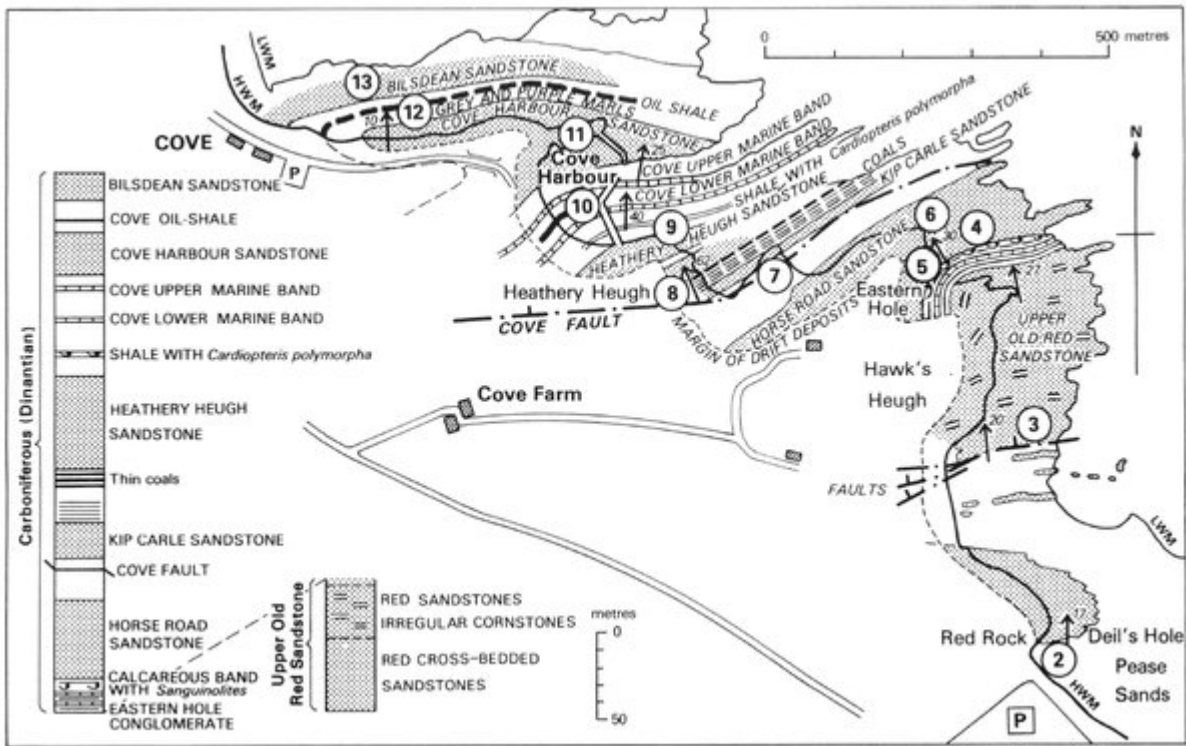 0 500 metres
LWM
HWM
13
BILSDEAN SANDSTONE
OIL SHALE
12
GREY AND PURPLE MARLS
10
COVE HARBOUR SANDSTONE
11
COVE
P
Cove
Harbour
25
COVE UPPER MARINE BAND
COVE LOWER MARINE BAND
SHALE WITH Cardiopteris polymorpha
COALS
KIP CARLE SANDSTONE
N
10
40
9
HEATHERY HEUGH SANDSTONE
62
8
Heathery Heugh
7
COVE FAULT
HORSE ROAD SANDSTONE
MARGIN OF DRIFT DEPOSITS
6
4
5
Eastern
Hole
21
UPPER
OLD RED
SANDSTONE
Hawk's
Heugh
3
20
FAULTS
LWM
Cove Farm
17
Red Rock
Deil's Hole
2
Pease
Sands
HWM
P
Carboniferous (Dinantian)
BILSDEAN SANDSTONE
COVE OIL-SHALE
COVE HARBOUR SANDSTONE
COVE UPPER MARINE BAND
COVE LOWER MARINE BAND
SHALE WITH Cardiopteris polymorpha
HEATHERY HEUGH
SANDSTONE
Thin coals
KIP CARLE SANDSTONE
COVE FAULT
HORSE ROAD
SANDSTONE
CALCAREOUS BAND
WITH Sanguinolites
EASTERN HOLE
CONGLOMERATE
Upper Old
Red Sandstone
RED SANDSTONES
IRREGULAR CORNSTONES
RED CROSS-BEDDED
SANDSTONES
metres
0
50